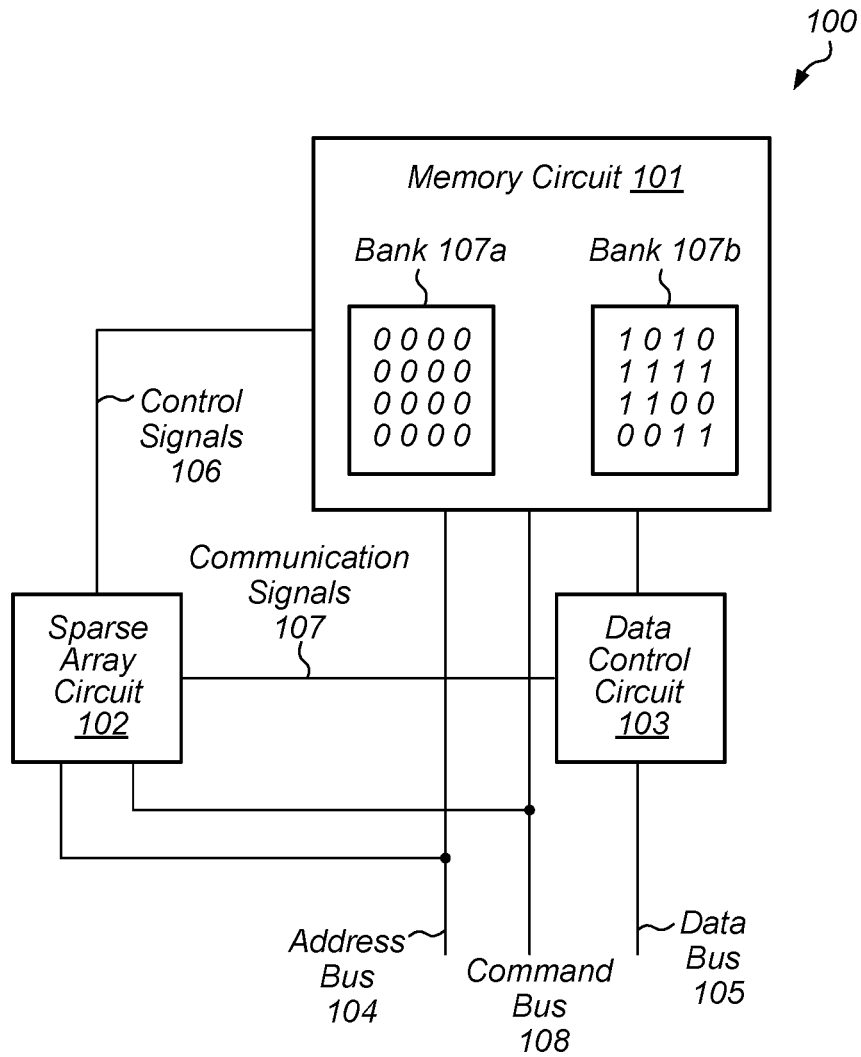 100
Memory Circuit 101
Bank 107a
Bank 107b
0 0 0 0
0 0 0 0
0 0 0 0
0 0 0 0
1 0 1 0
1 1 1 1
1 1 0 0
0 0 1 1
Control
Signals
106
Communication
Signals
107
Sparse
Array
Circuit
102
Data
Control
Circuit
103
Address
Bus
104
Command
Bus
108
Data
Bus
105